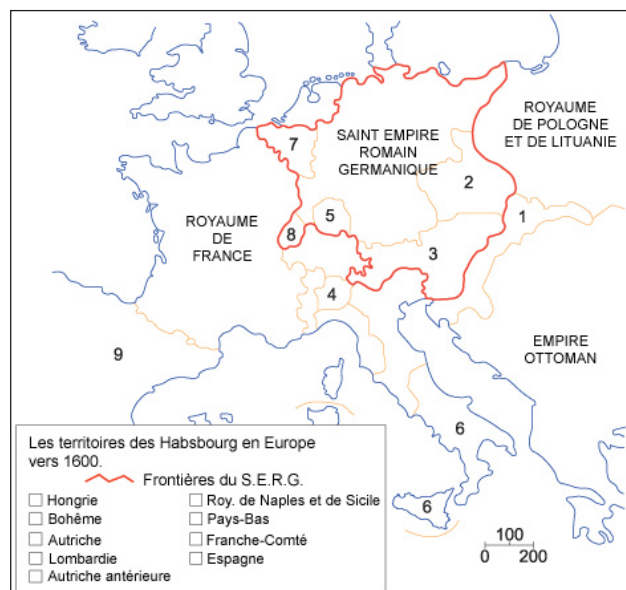 ROYAUME
DE POLOGNE
ET DE LITUANIE
SAINT EMPIRE
ROMAIN
GERMANIQUE
7
2
1
ROYAUME
DE
FRANCE
5
8
3
4
9
EMPIRE
OTTOMAN
6
6
Les territoires des Habsbourg en Europe
vers 1600.
Frontières du S.E.R.G.
Hongrie
Bohême
Autriche
Lombardie
Autriche antérieure
Roy. de Naples et de Sicile
Pays-Bas
Franche-Comté
Espagne
100
0 200